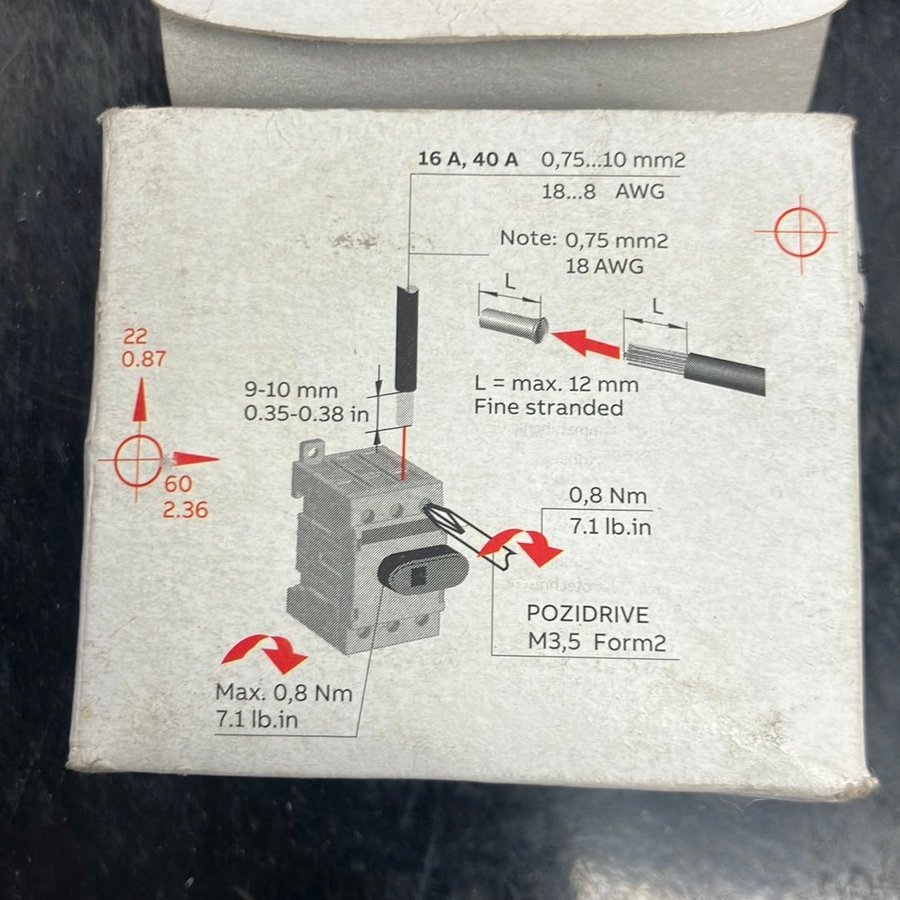 16 A, 40 A 0,75...10 mm2
18...8 AWG
Note: 0,75 mm2
18 AWG
L
L
22
0.87
9-10 mm
0.35-0.38 in
L = max. 12 mm
Fine stranded
60
2.36
0,8 Nm
7.1 lb.in
POZIDRIVE
M3,5 Form2
Max. 0,8 Nm
7.1 lb.in